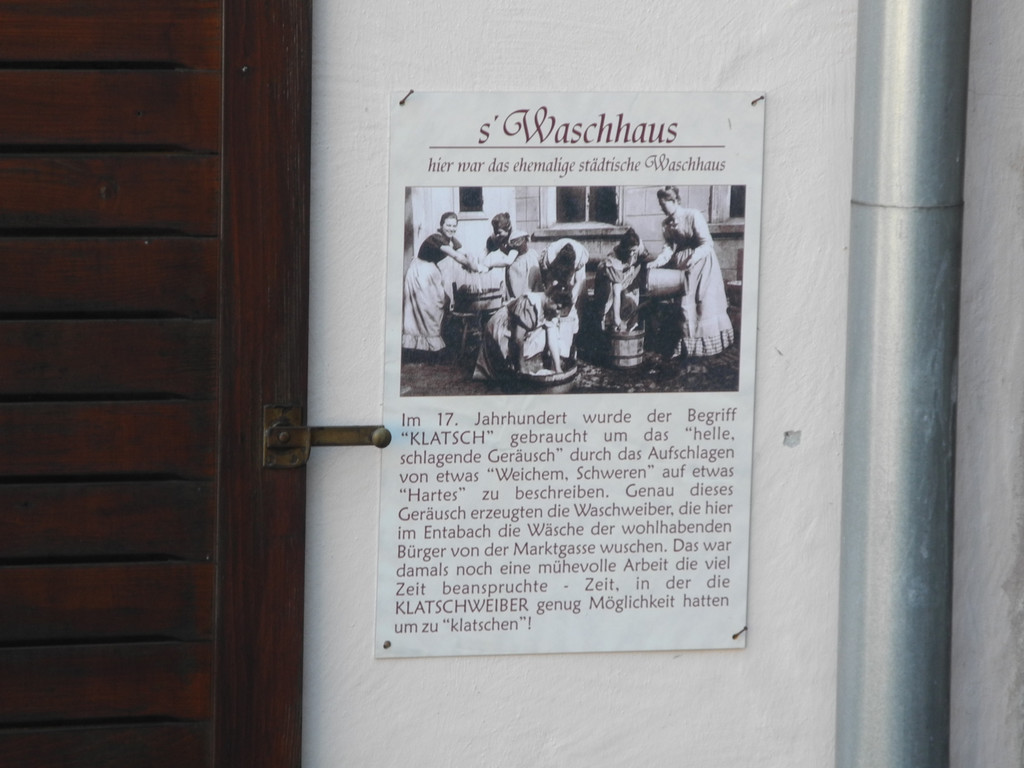 s' Waschhaus
hier war das ehemalige städtische Waschhaus
Im 17. Jahrhundert wurde der Begriff
"KLATSCH" gebraucht um das "helle,
schlagende Geräusch" durch das Aufschlagen
von etwas "Weichem, Schweren" auf etwas
"Hartes" zu beschreiben. Genau dieses
Geräusch erzeugten die Waschweiber, die hier
im Entabach die Wäsche der wohlhabenden
Bürger von der Marktgasse wuschen. Das war
damals noch eine mühevolle Arbeit die viel
Zeit beanspruchte - Zeit, in der die
KLATSCHWEIBER genug Möglichkeit hatten
um zu "klatschen"!